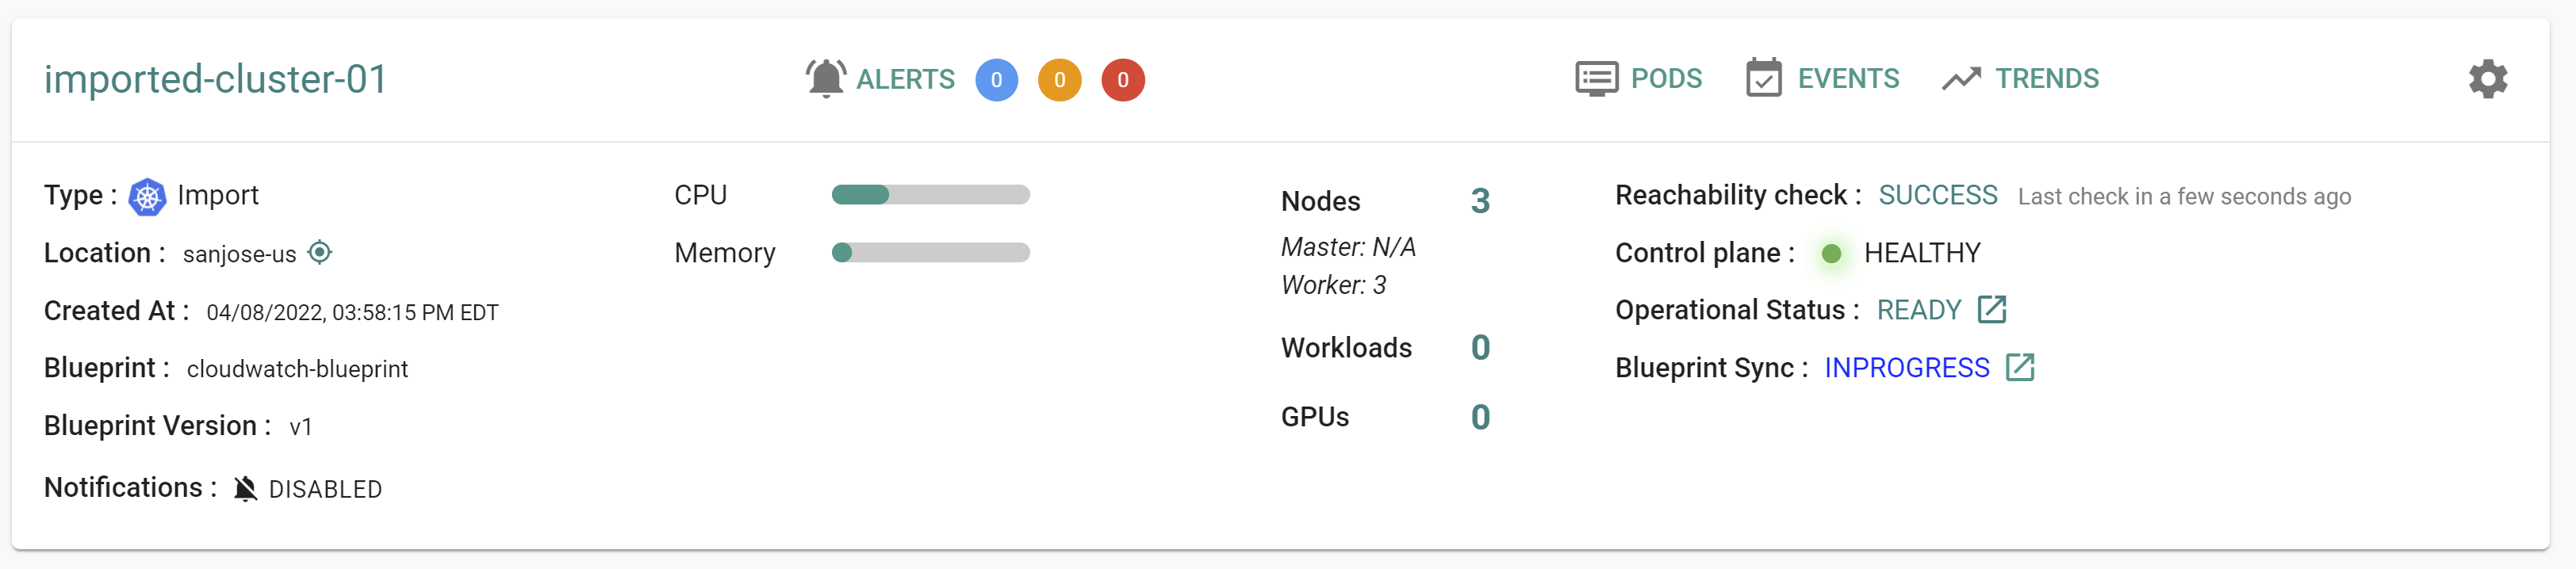 imported-cluster-01
ALERTS 0 0 0
PODS EVENTS TRENDS
Type : Import
Location : sanjose-us
Created At : 04/08/2022, 03:58:15 PM EDT
Blueprint : cloudwatch-blueprint
Blueprint Version : v1
Notifications : DISABLED
CPU
Memory
Nodes 3
Master: N/A
Worker: 3
Workloads 0
GPUs 0
Reachability check : SUCCESS Last check in a few seconds ago
Control plane : HEALTHY
Operational Status : READY
Blueprint Sync : INPROGRESS